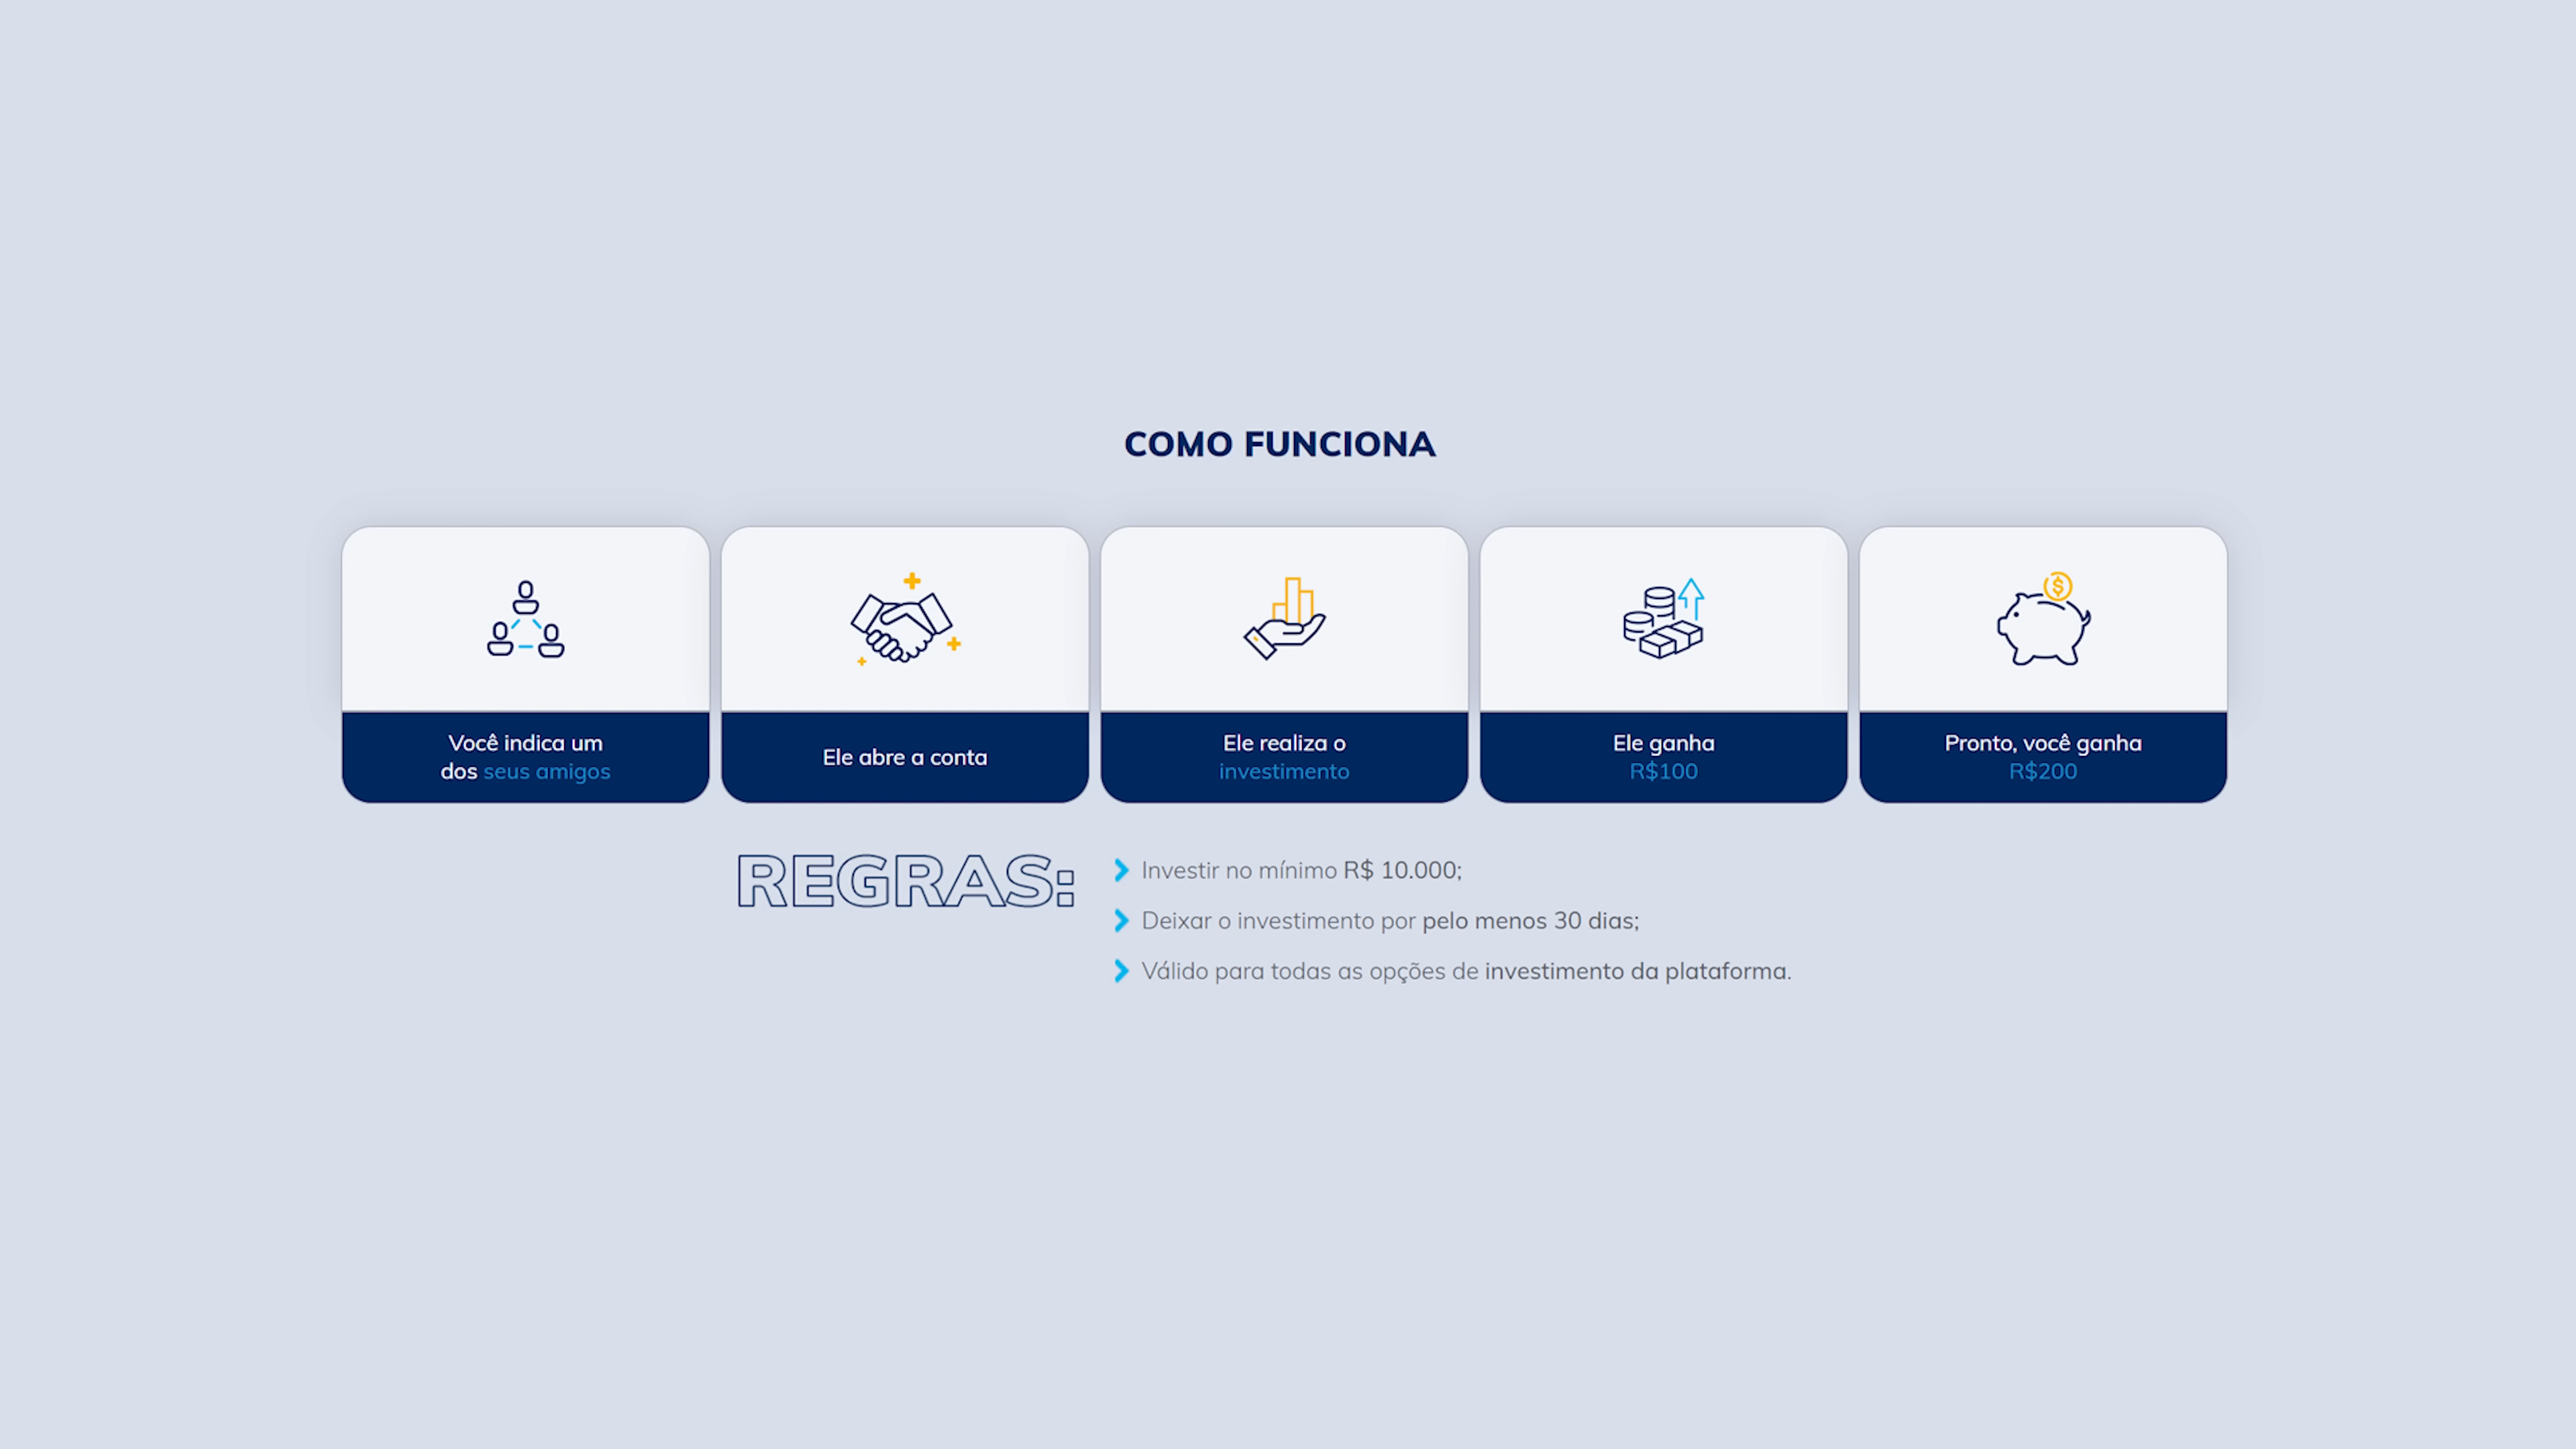 COMO FUNCIONA
Você indica um
dos seus amigos
Ele abre a conta
Ele realiza o
investimento
Ele ganha
R$100
Pronto, você ganha
R$200
REGRAS:
Investir no mínimo R$ 10.000;
Deixar o investimento por pelo menos 30 dias;
Válido para todas as opções de investimento da plataforma.